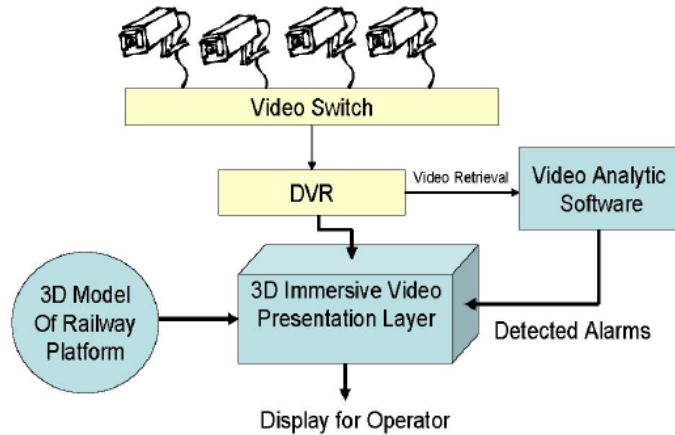 Video Switch
DVR
Video Retrieval
Video Analytic
Software
3D Model
Of Railway
Platform
3D Immersive Video
Presentation Layer
Detected Alarms
Display for Operator